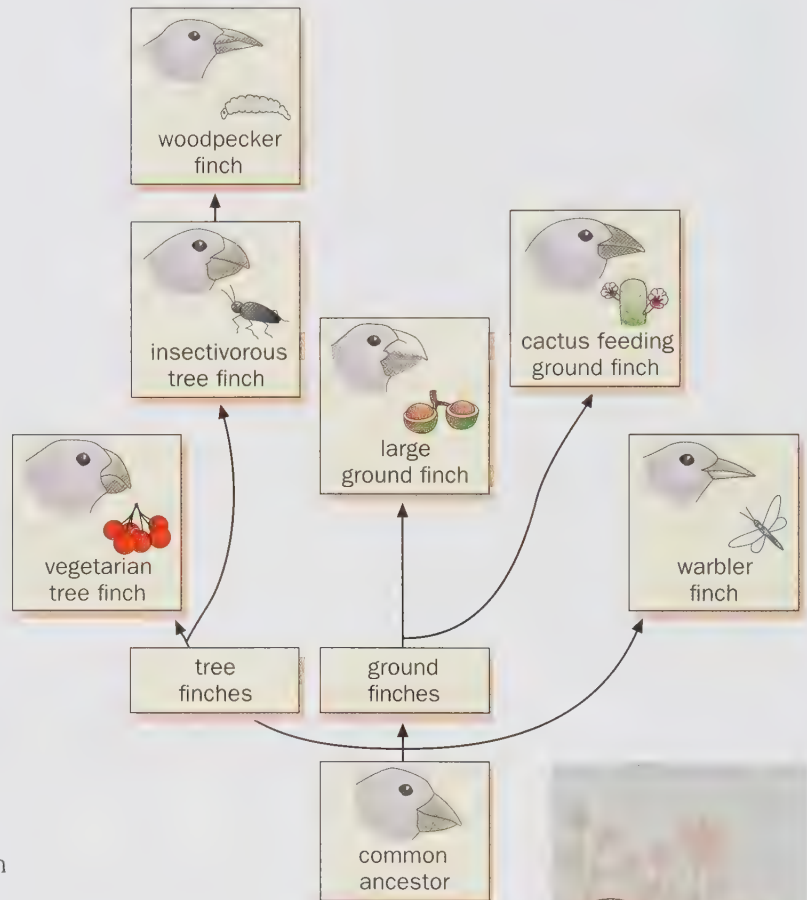 woodpecker
finch
insectivorous
tree finch
cactus feeding
ground finch
large
ground finch
vegetarian
tree finch
warbler
finch
tree
finches
ground
finches
common
ancestor